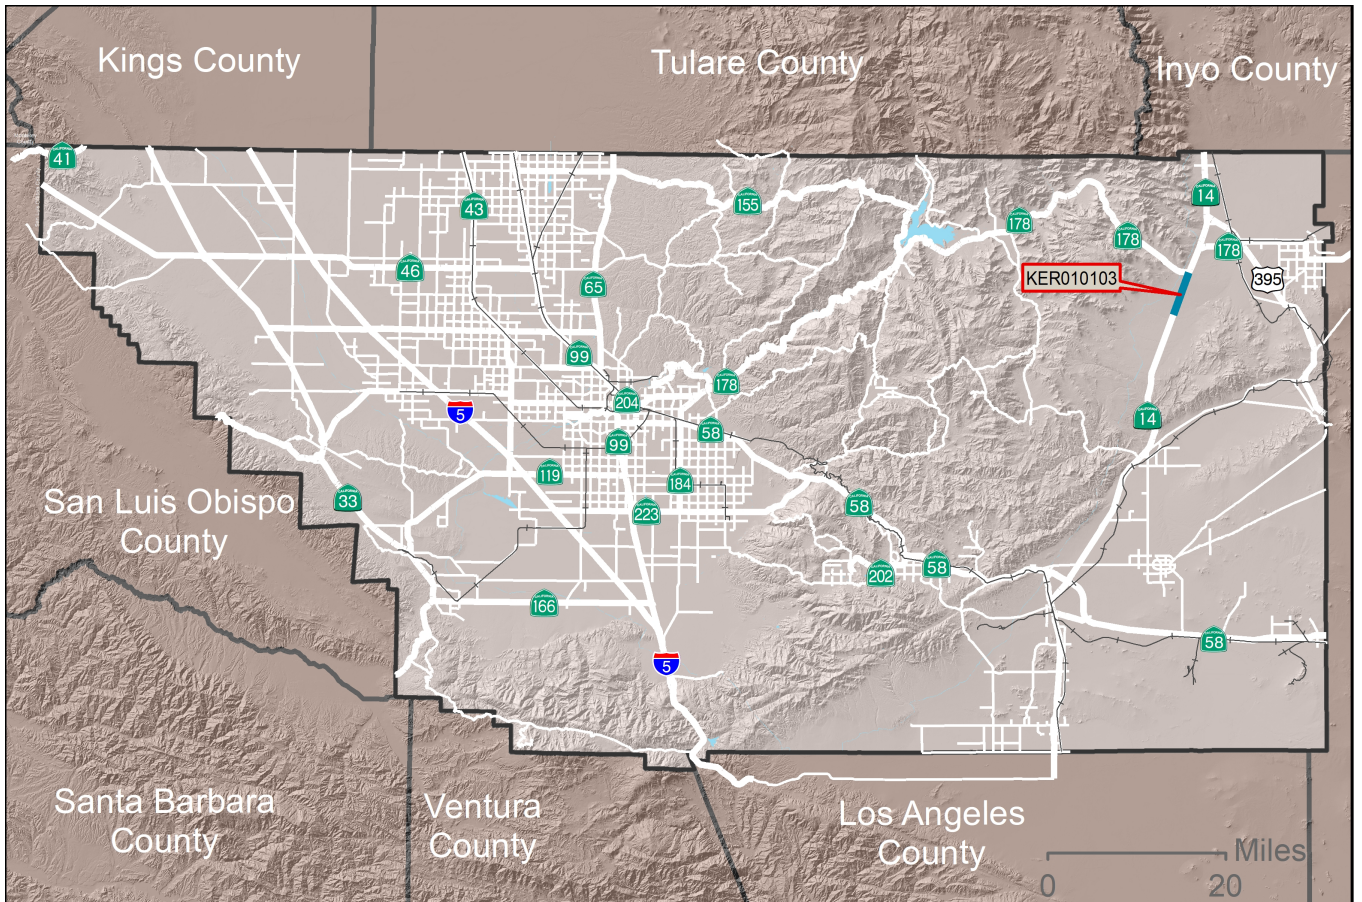 Kings County
Tulare County
Inyo County
41
14
155
43
178
178
178
46
395
KER010103
65
99
178
204
5
14
58
99
119
184
33
San Luis Obispo
County
58
223
58
202
166
58
5
Santa Barbara
County
Ventura
County
Los Angeles
County
Miles
0
20